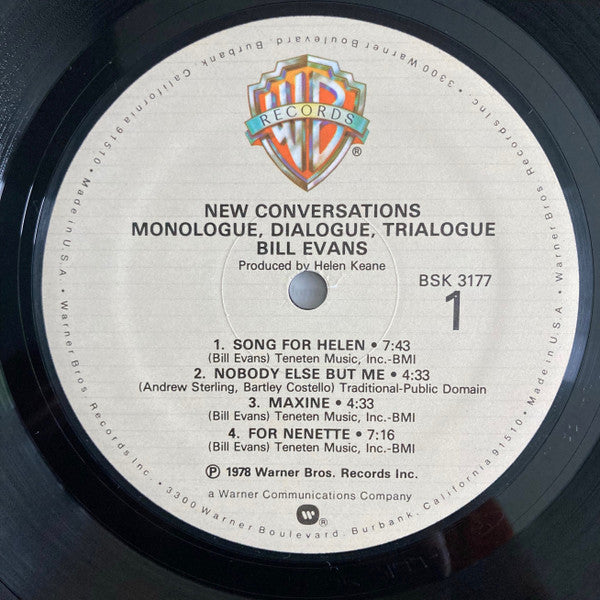 WB
RECORDS
®
NEW CONVERSATIONS
MONOLOGUE, DIALOGUE, TRIALOGUE
BILL EVANS
Produced by Helen Keane
BSK 3177
1
1. SONG FOR HELEN • 7:43
(Bill Evans) Teneten Music, Inc.-BMI
2. NOBODY ELSE BUT ME • 4:33
(Andrew Sterling, Bartley Costello) Traditional-Public Domain
3. MAXINE • 4:33
(Bill Evans) Teneten Music, Inc.-BMI
4. FOR NENETTE • 7:16
(Bill Evans) Teneten Music, Inc.-BMI
℗ 1978 Warner Bros. Records Inc.
a Warner Communications Company
®
Made in U.S.A. • Warner Bros. Records Inc. • 3300 Warner Boulevard, Burbank, California 91510 • Made in U.S.A. • Warner Bros. Records Inc. • 3300 Warner Boulevard, Burbank, California 91510 •